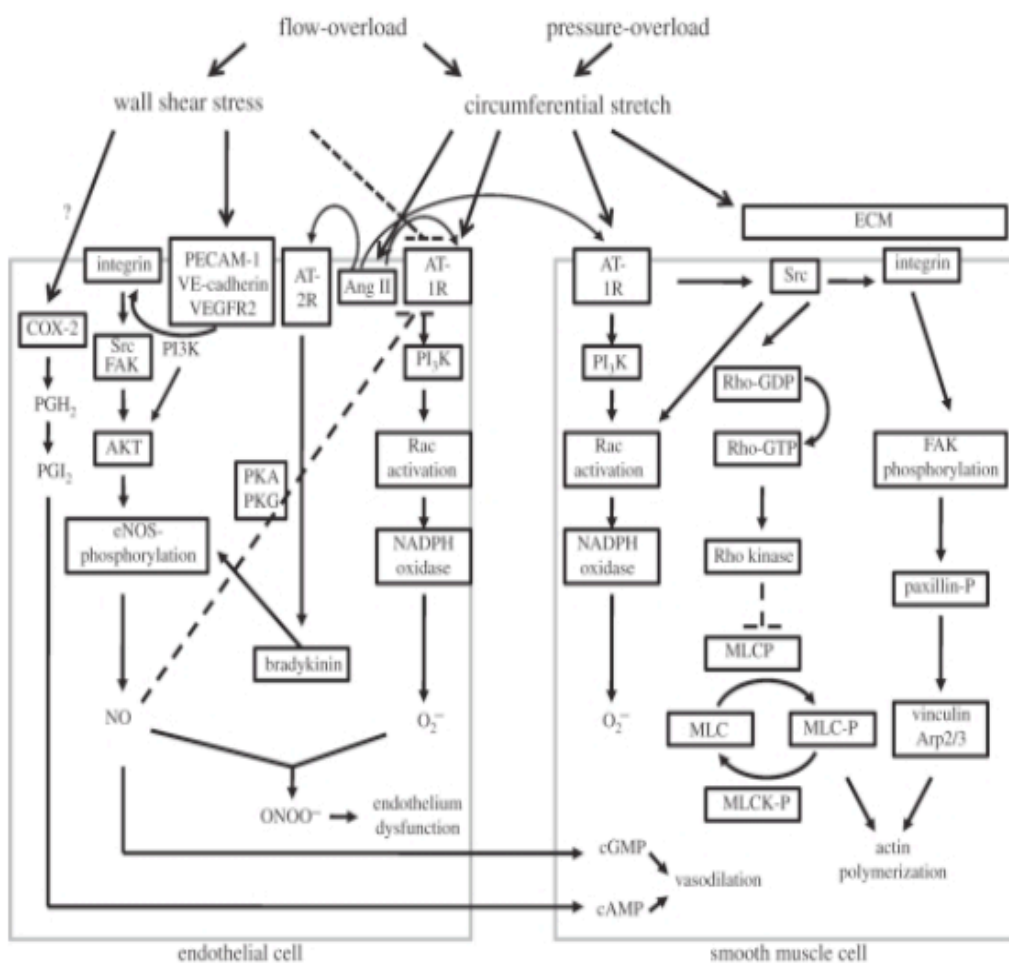 flow-overload
pressure-overload
wall shear stress
circumferential stretch
?
ECM
integrin
PECAM-1
VE-cadherin
VEGFR2
AT-
2R
Ang II
AT-
1R
AT-
1R
Src
integrin
COX-2
Src
FAK
PI3K
PI₃K
PI₃K
Rho-GDP
PGH₂
AKT
Rac
activation
Rac
activation
Rho-GTP
FAK
phosphorylation
PGI₂
PKA
PKG
eNOS-
phosphorylation
NADPH
oxidase
NADPH
oxidase
Rho kinase
paxillin-P
bradykinin
MLCP
NO
O₂⁻
O₂⁻
MLC
MLC-P
vinculin
Arp2/3
ONOO⁻
endothelium
dysfunction
MLCK-P
cGMP
vasodilation
cAMP
actin
polymerization
endothelial cell
smooth muscle cell